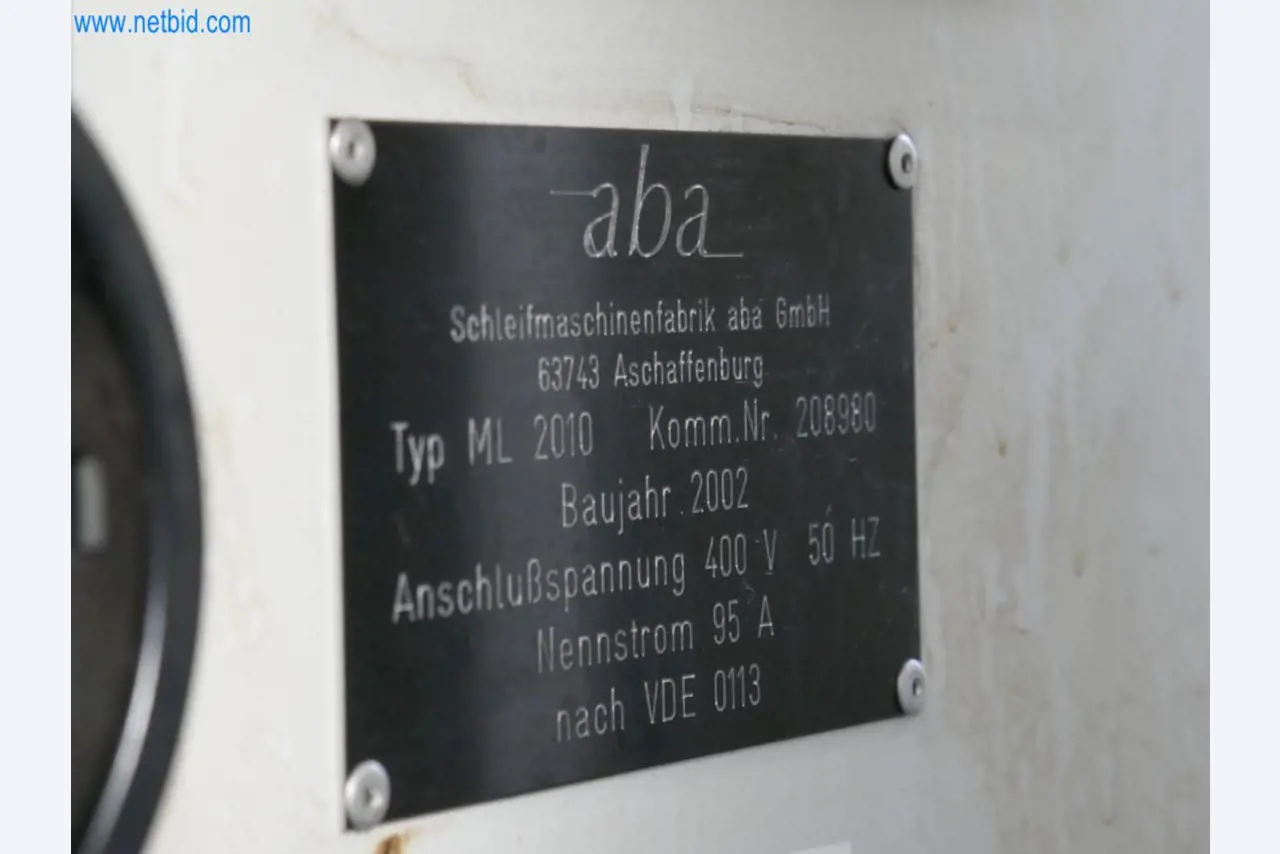 www.netbid.com
aba
Schleifmaschinenfabrik aba GmbH
63743 Aschaffenburg
Typ ML 2010 Komm.Nr. 208980
Baujahr 2002
Anschlußspannung 400 V 50 HZ
Nennstrom 95 A
nach VDE 0113